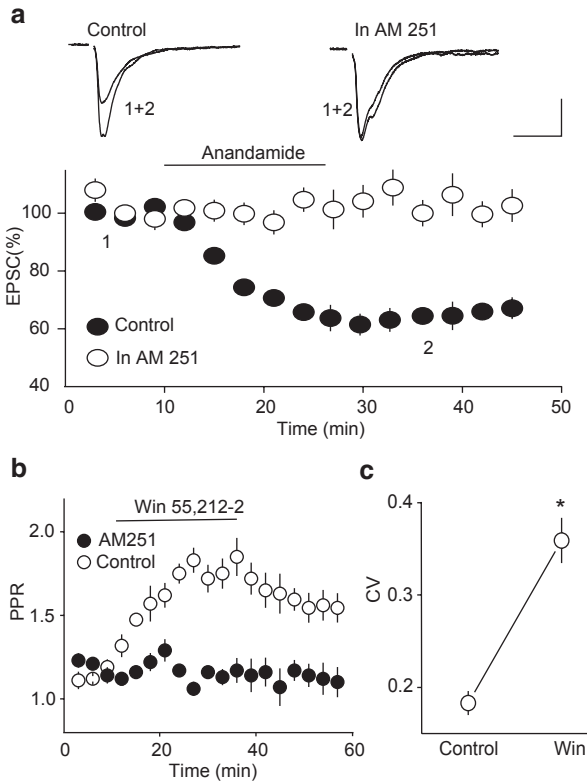 a
Control
In AM 251
1+2
1+2
Anandamide
100
80
60
40
EPSC(%)
1
2
Control
In AM 251
0
10
20
30
40
50
Time (min)
b
Win 55,212-2
AM251
Control
2.0
1.5
1.0
PPR
0
20
40
60
Time (min)
c
0.4
0.3
0.2
CV
*
Control
Win